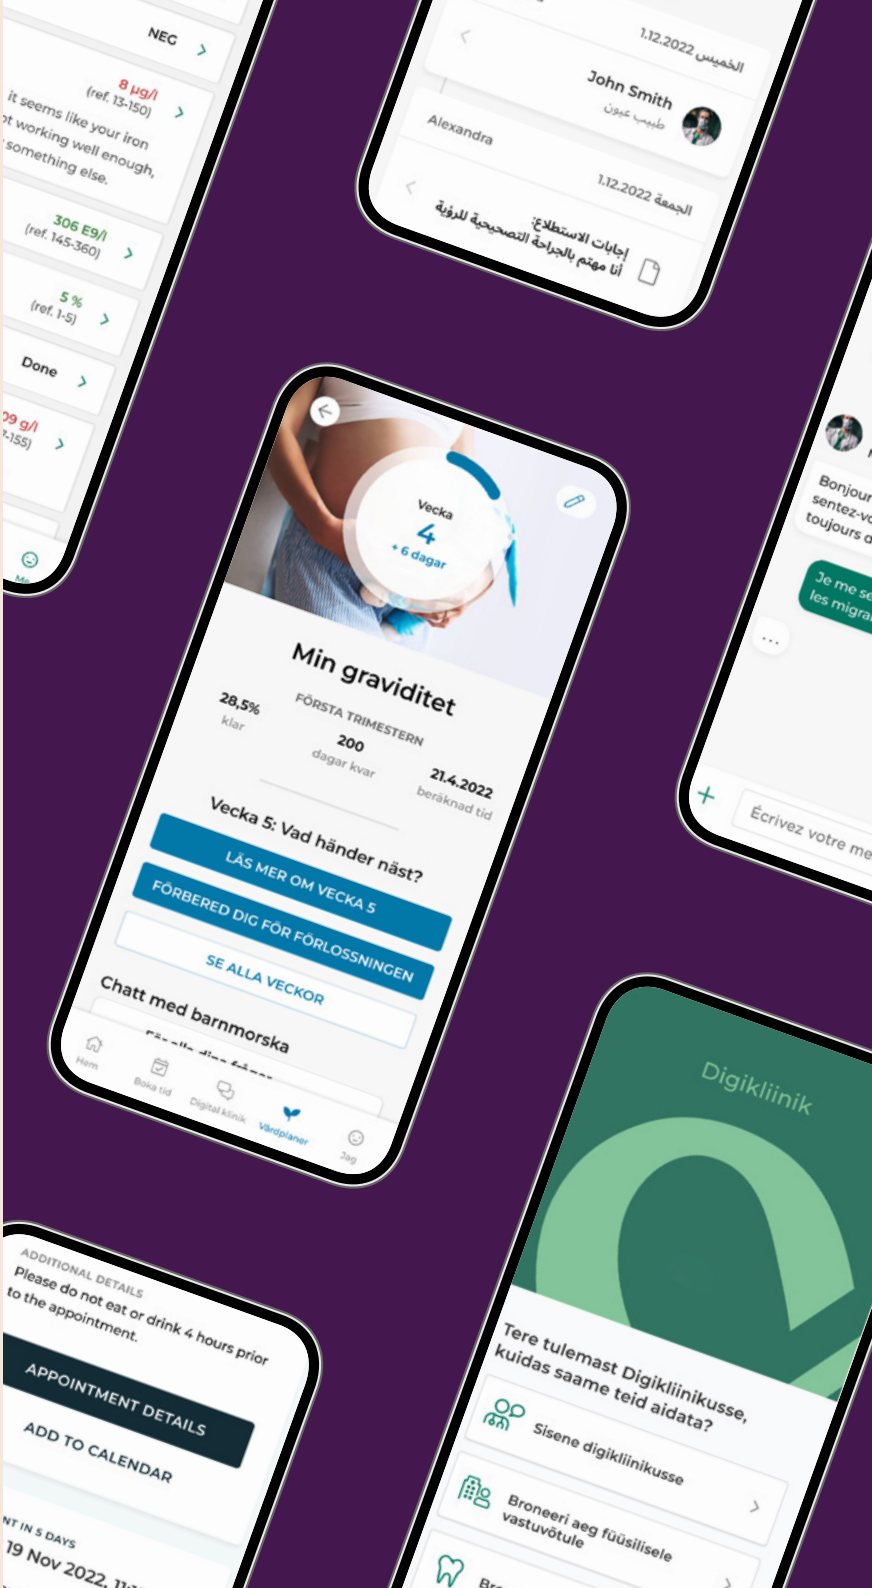 NEG
8 µg/l
(ref. 13-150)
it seems like your iron
ot working well enough,
something else.
306 E9/l
(ref. 145-360)
5 %
(ref. 1-5)
Done
09 g/l
-155)
Me
الخميس 1.12.2022
John Smith
طبيب عيون
Alexandra
الجمعة 1.12.2022
إجابات الاستطلاع:
أنا مهتم بالجراحة التصحيحية للرؤية
Vecka
4
+ 6 dagar
Min graviditet
FÖRSTA TRIMESTERN
28,5%
klar
200
dagar kvar
21.4.2022
beräknad tid
Vecka 5: Vad händer näst?
LÄS MER OM VECKA 5
FÖRBERED DIG FÖR FÖRLOSSNINGEN
SE ALLA VECKOR
Chatt med barnmorska
Hem
Boka tid
Digital klinik
Vårdplaner
Jag
Bonjour
sentez-vo
toujours d
Je me se
les migra
...
Écrivez votre me
ADDITIONAL DETAILS
Please do not eat or drink 4 hours prior
to the appointment.
APPOINTMENT DETAILS
ADD TO CALENDAR
NT IN 5 DAYS
19 Nov 2022, 11:
Digikliinik
Tere tulemast Digikliinikusse,
kuidas saame teid aidata?
Sisene digikliinikusse
Broneeri aeg füüsilisele
vastuvõtule
Bro